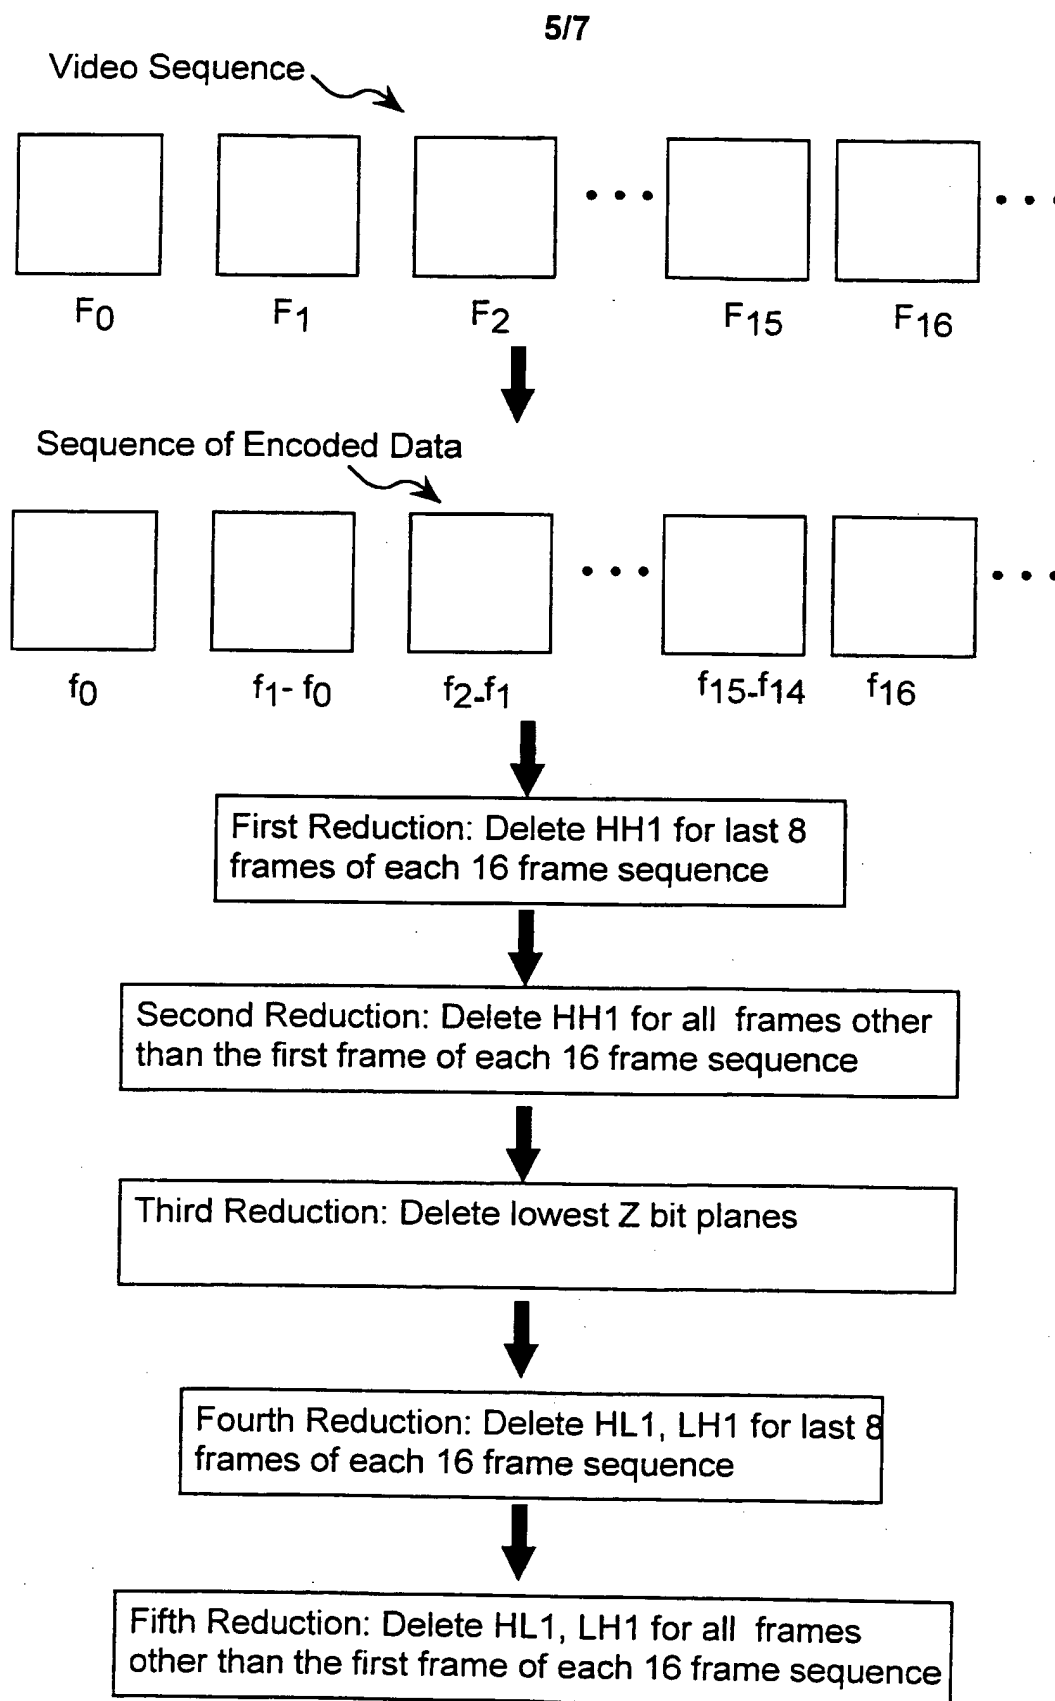 5/7
Video Sequence
F0 F1 F2 F15 F16
Sequence of Encoded Data
f0 f1- f0 f2-f1 f15-f14 f16
First Reduction: Delete HH1 for last 8
frames of each 16 frame sequence
Second Reduction: Delete HH1 for all frames other
than the first frame of each 16 frame sequence
Third Reduction: Delete lowest Z bit planes
Fourth Reduction: Delete HL1, LH1 for last 8
frames of each 16 frame sequence
Fifth Reduction: Delete HL1, LH1 for all frames
other than the first frame of each 16 frame sequence